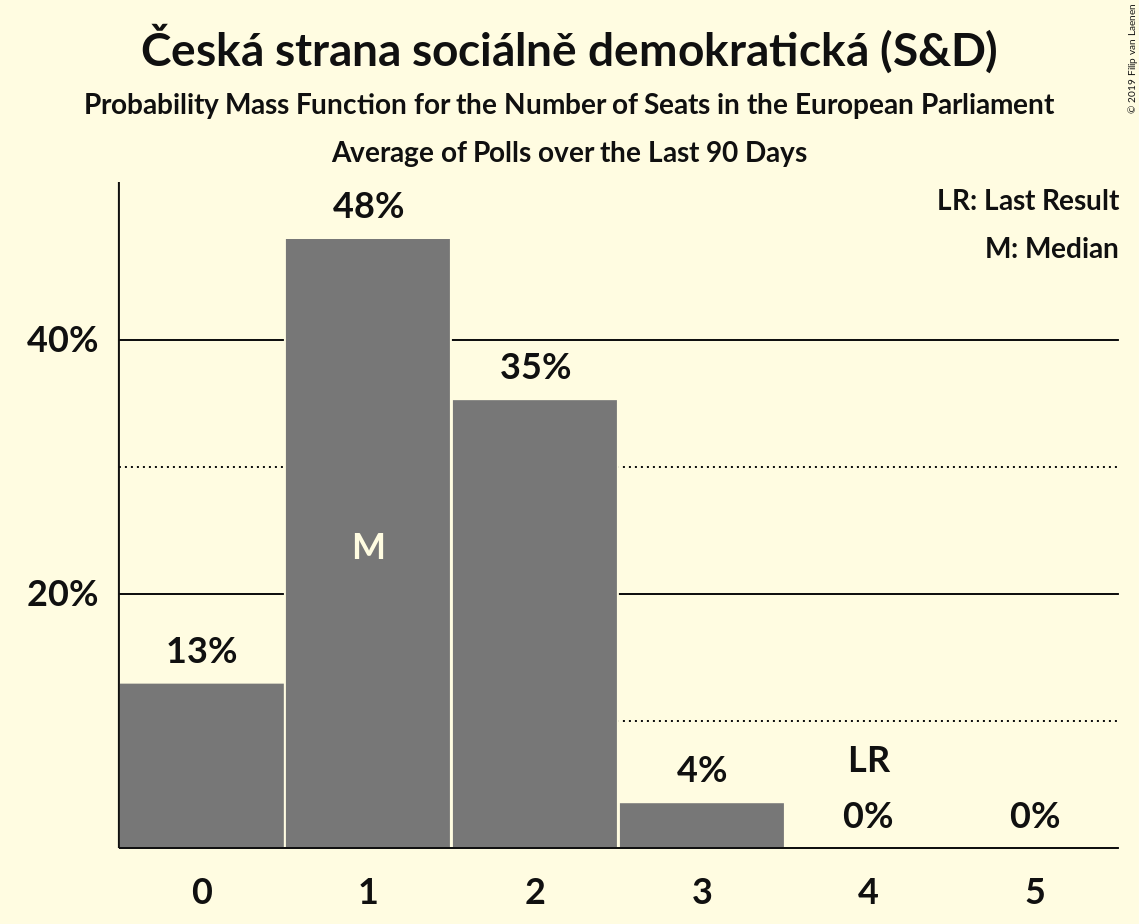 Česká strana sociálně demokratická (S&D)
Probability Mass Function for the Number of Seats in the European Parliament
Average of Polls over the Last 90 Days
© 2019 Filip van Laenen
LR: Last Result
M: Median
48%
40%
35%
M
20%
13%
4%
LR
0%
0%
0 1 2 3 4 5